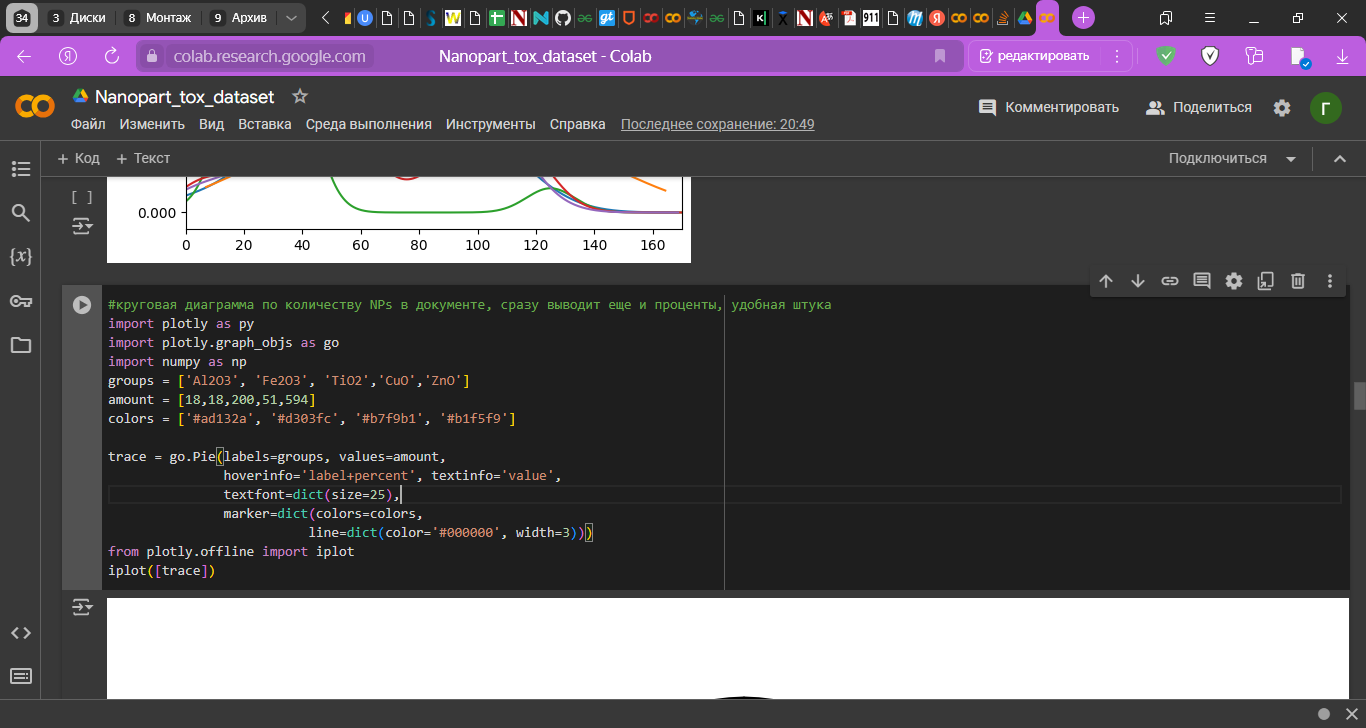 34 3 Диски 8 Монтаж 9 Архив
colab.research.google.com Nanopart_tox_dataset - Colab редактировать
Nanopart_tox_dataset
Комментировать Поделиться Г
Файл Изменить Вид Вставка Среда выполнения Инструменты Справка Последнее сохранение: 20:49
+ Код + Текст Подключиться
[ ]
0.000
0 20 40 60 80 100 120 140 160
#круговая диаграмма по количеству NPs в документе, сразу выводит еще и проценты, удобная штука
import plotly as py
import plotly.graph_objs as go
import numpy as np
groups = ['Al2O3', 'Fe2O3', 'TiO2','CuO','ZnO']
amount = [18,18,200,51,594]
colors = ['#ad132a', '#d303fc', '#b7f9b1', '#b1f5f9']
trace = go.Pie(labels=groups, values=amount,
hoverinfo='label+percent', textinfo='value',
textfont=dict(size=25),
marker=dict(colors=colors,
line=dict(color='#000000', width=3)))
from plotly.offline import iplot
iplot([trace])